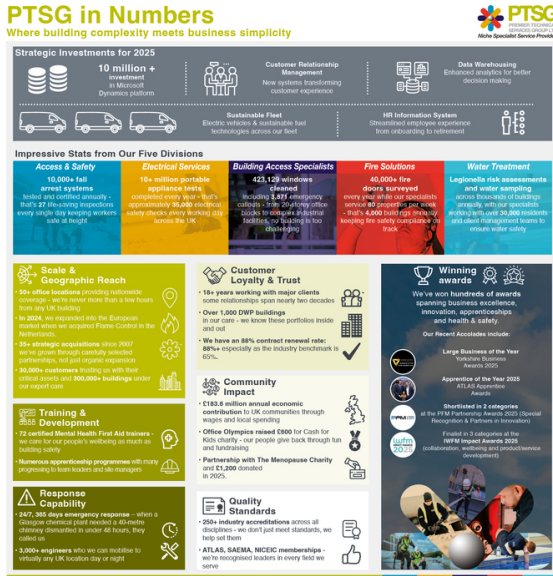 PTSG in Numbers
Where building complexity meets business simplicity
PTSG
PREMIER TECHNICAL
SERVICES GROUP L
Niche Specialist Service Provide
Strategic Investments for 2025
10 million +
investment
in Microsoft
Dynamics platform
Customer Relationship
Management
New systems transforming
customer experience
Data Warehousing
Enhanced analytics for better
decision making
Sustainable Fleet
Electric vehicles & sustainable fuel
technologies across our fleet
HR Information System
Streamlined employee experience
from onboarding to retirement
Impressive Stats from Our Five Divisions
Access & Safety
10,000+ fall
arrest systems
tested and certified annually -
that's 27 life-saving inspections
every single day keeping workers
safe at height
Electrical Services
10+ million portable
appliance tests
completed every year - that's
approximately 35,000 electrical
safety checks every working day
across the UK
Building Access Specialists
423,129 windows
cleaned
including 3,871 emergency
callouts - from 20-storey office
blocks to complex industrial
facilities, no building is too
challenging
Fire Solutions
40,000+ fire
doors surveyed
every year while our specialists
service 80 properties per week
- that's 4,000 buildings annually
keeping fire safety compliance on
track
Water Treatment
Legionella risk assessments
and water sampling
across thousands of buildings
annually, with our specialists
working with over 30,000 residents
and client management teams to
ensure water safety
Scale &
Geographic Reach
• 50+ office locations providing nationwide
coverage - we're never more than a few hours
from any UK building
• In 2024, we expanded into the European
market when we acquired Flame Control in the
Netherlands.
• 35+ strategic acquisitions since 2007
we've grown through carefully selected
partnerships, not just organic expansion.
• 30,000+ customers trusting us with their
critical assets and 300,000+ buildings under
our expert care
Training &
Development
• 72 certified Mental Health First Aid trainers -
we care for our people's wellbeing as much as
building safety
• Numerous apprenticeship programmes with many
progressing to team leaders and site managers
Response
Capability
• 24/7, 365 days emergency response – when a
Glasgow chemical plant needed a 40-metre
chimney dismantled in under 48 hours, they
called us
• 3,000+ engineers who we can mobilise to
virtually any UK location day or night
Customer
Loyalty & Trust
• 18+ years working with major clients
some relationships span nearly two decades
• Over 1,000 DWP buildings
in our care - we know these portfolios inside
and out
• We have an 88% contract renewal rate:
88%+ especially as the industry benchmark is
65%.
Community
Impact
• £183.6 million annual economic
contribution to UK communities through
wages and local spending
• Office Olympics raised £600 for Cash for
Kids charity - our people give back through fun
and fundraising
• Partnership with The Menopause Charity
and £1,200 donated
in 2025.
Quality
Standards
• 250+ industry accreditations across all
disciplines - we don't just meet standards, we
help set them
• ATLAS, SAEMA, NICEIC memberships -
we're recognised leaders in every field we
serve
Winning
awards
We've won hundreds of awards
spanning business excellence,
innovation, apprenticeships
and health & safety.
Our Recent Accolades include:
Large Business of the Year
Yorkshire Business
Awards 2025
Apprentice of the Year 2025
ATLAS Apprentice
Awards
PFM
Shortlisted in 2 categories
at the PFM Partnership Awards 2025 (Special
Recognition & Partners in Innovation)
iwfm
2025
Finalist in 3 categories at the
IWFM Impact Awards 2025
(collaboration, wellbeing and product/service
development)